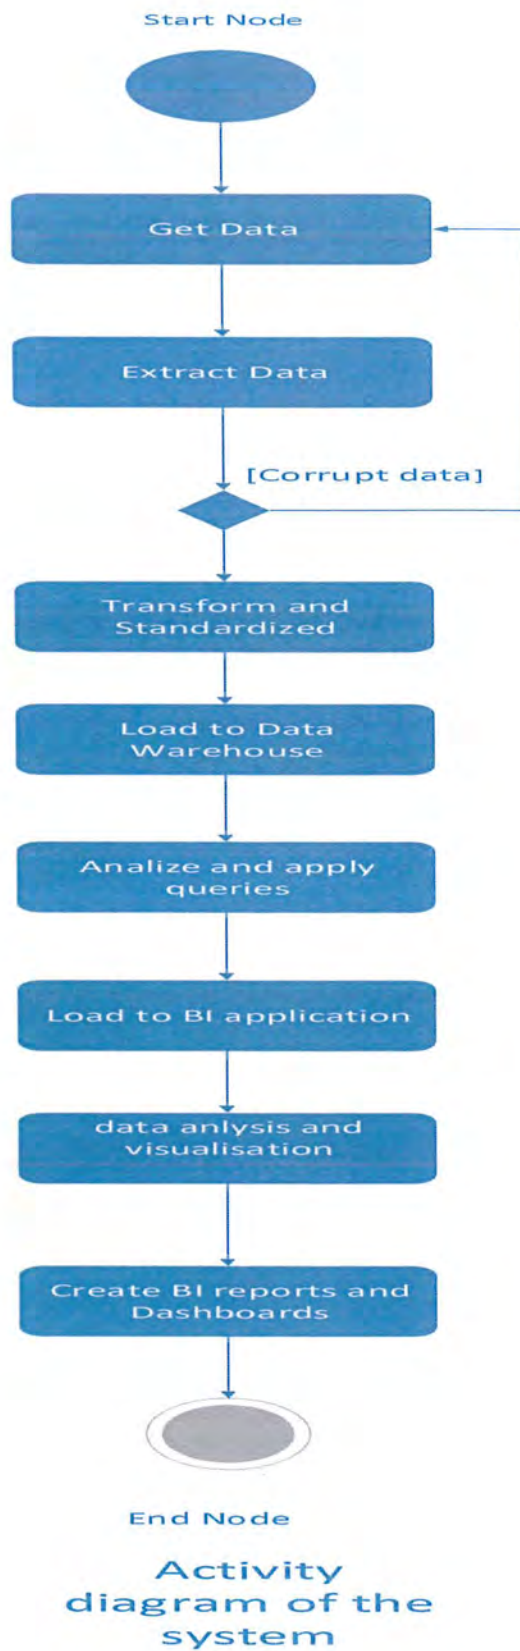 Start Node
Get Data
Extract Data
[Corrupt data]
Transform and
Standardized
Load to Data
Warehouse
Analize and apply
queries
Load to BI application
data anlysis and
visualisation
Create BI reports and
Dashboards
End Node
Activity
diagram of the
system